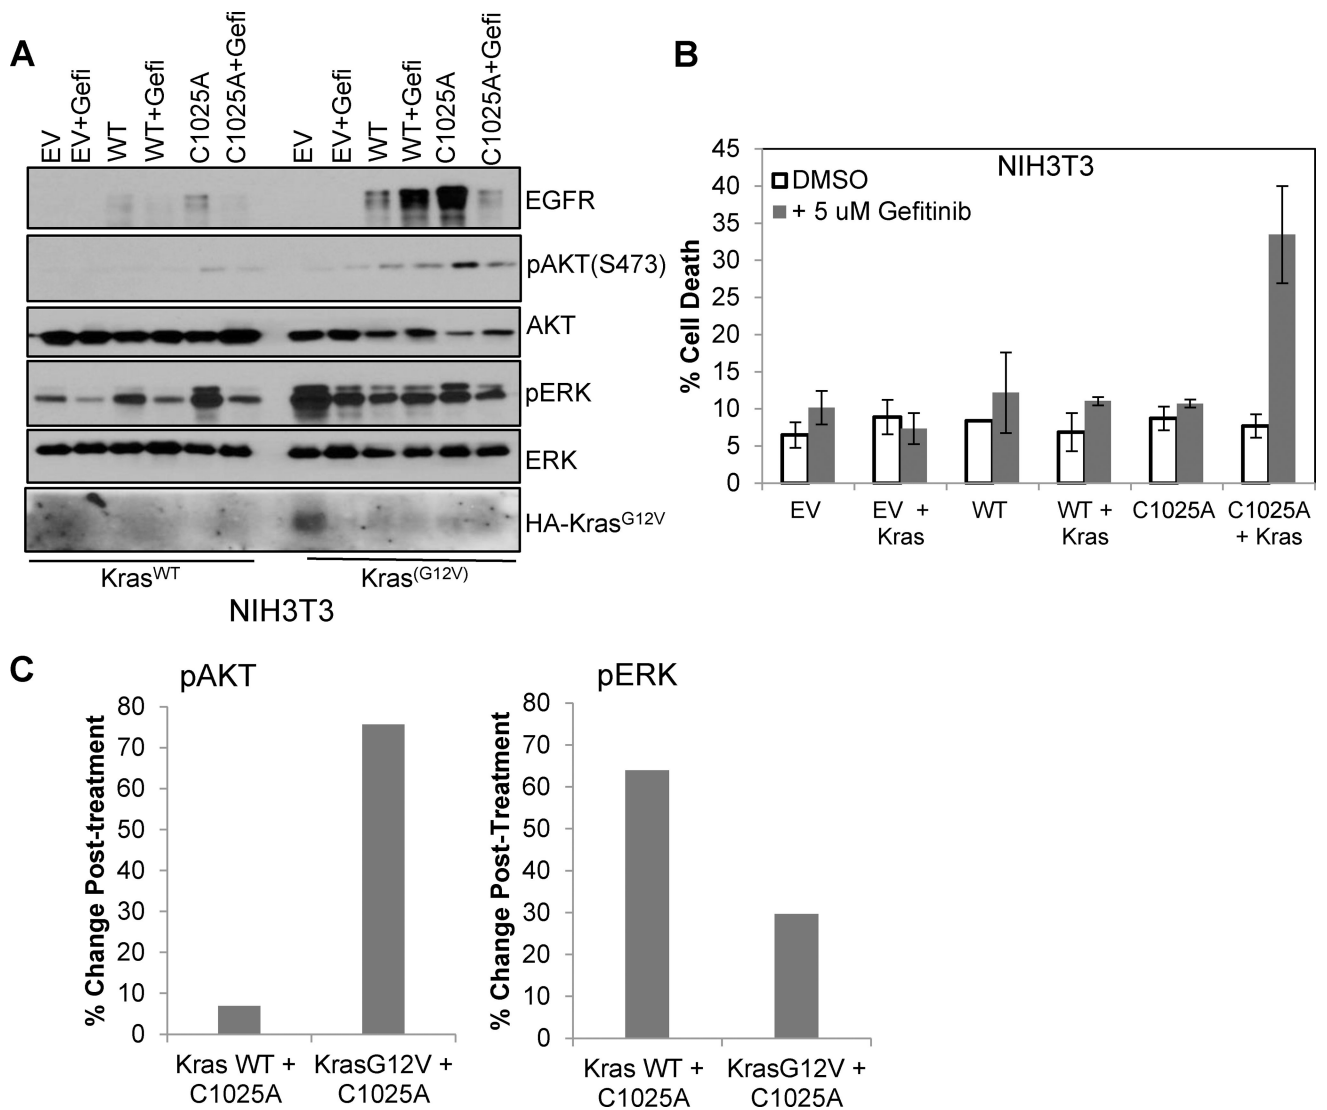 A
EV
EV+Gefi
WT
WT+Gefi
C1025A
C1025A+Gefi
EV
EV+Gefi
WT
WT+Gefi
C1025A
C1025A+Gefi
EGFR
pAKT(S473)
AKT
pERK
ERK
HA-KrasG12V
KrasWT
Kras(G12V)
NIH3T3
B
NIH3T3
DMSO
+ 5 uM Gefitinib
% Cell Death
45
40
35
30
25
20
15
10
5
0
EV
EV +
Kras
WT
WT +
Kras
C1025A
C1025A
+ Kras
C
pAKT
% Change Post-treatment
80
70
60
50
40
30
20
10
0
Kras WT +
C1025A
KrasG12V +
C1025A
pERK
% Change Post-Treatment
80
70
60
50
40
30
20
10
0
Kras WT +
C1025A
KrasG12V +
C1025A